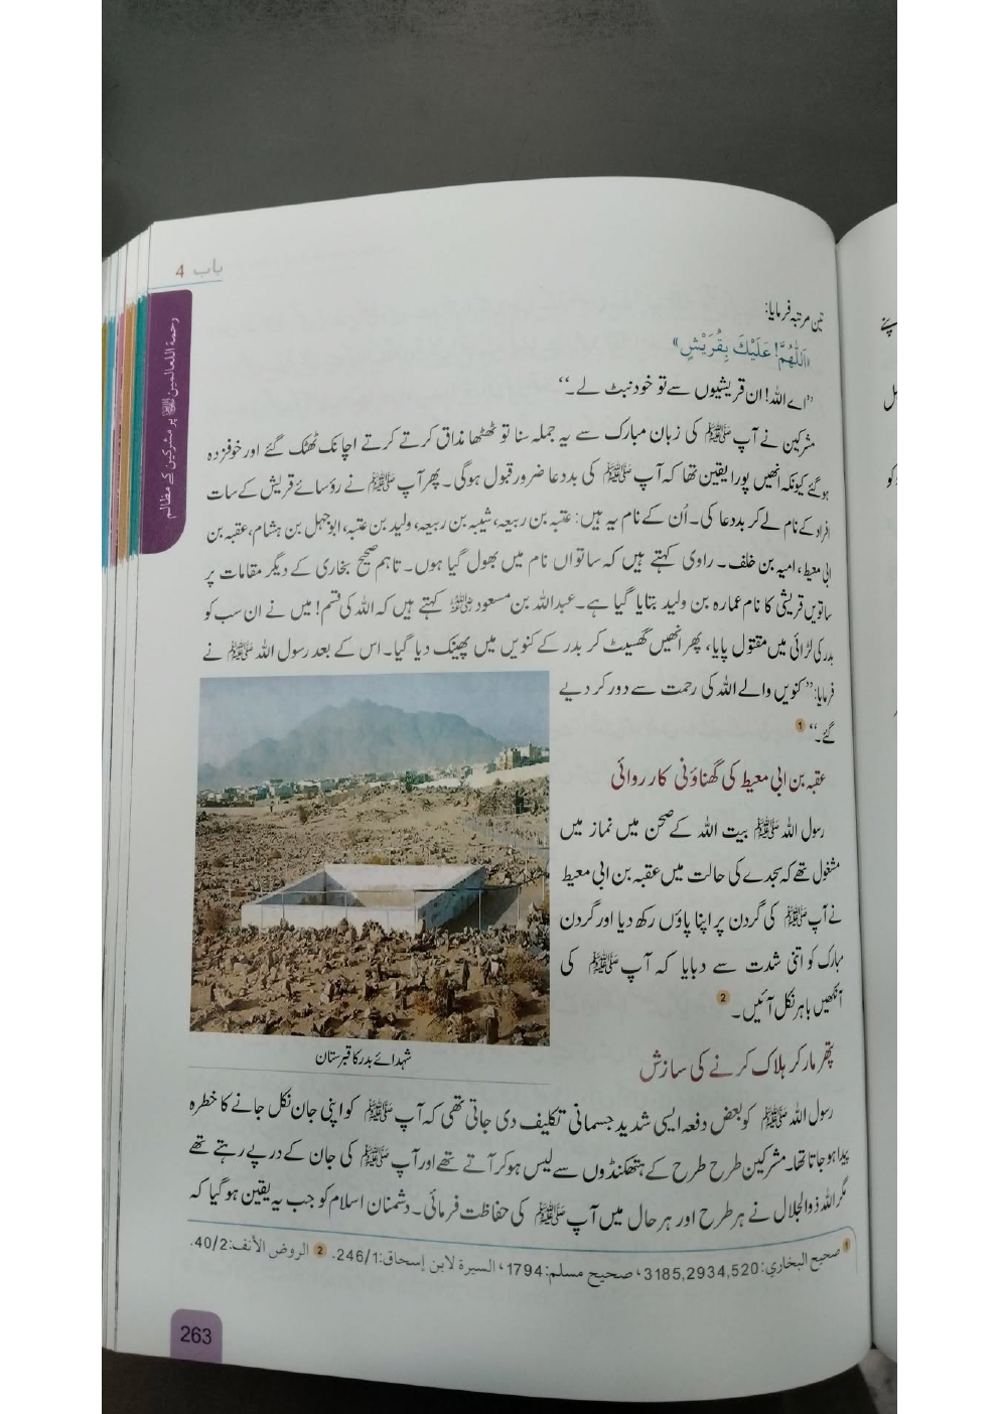 باب 4
رحمة اللعالمين ﷺ پر مشرکین کے مظالم
تین مرتبہ فرمایا:
«اَللّٰهُمَّ! عَلَيْكَ بِقُرَيْشٍ»
”اے اللہ! ان قریشیوں سے تو خود نبٹ لے۔“
مشرکین نے آپ ﷺ کی زبان مبارک سے یہ جملہ سنا تو ٹھٹھا مذاق کرتے کرتے اچانک ٹھٹک گئے اور خوفزدہ
ہوگئے کیونکہ انھیں پورا یقین تھا کہ آپ ﷺ کی بددعا ضرور قبول ہوگی۔ پھر آپ ﷺ نے رؤسائے قریش کے سات
افراد کے نام لے کر بددعا کی۔ اُن کے نام یہ ہیں: عتبہ بن ربیعہ، شیبہ بن ربیعہ، ولید بن عتبہ، ابوجہل بن ہشام، عقبہ بن
ابی معیط، امیہ بن خلف۔ راوی کہتے ہیں کہ ساتواں نام میں بھول گیا ہوں۔ تاہم صحیح بخاری کے دیگر مقامات پر
ساتویں قریشی کا نام عمارہ بن ولید بتایا گیا ہے۔ عبداللہ بن مسعود رضی اللہ عنہ کہتے ہیں کہ اللہ کی قسم! میں نے ان سب کو
بدر کی لڑائی میں مقتول پایا، پھر انھیں گھسیٹ کر بدر کے کنویں میں پھینک دیا گیا۔ اس کے بعد رسول اللہ ﷺ نے
فرمایا: ”کنویں والے اللہ کی رحمت سے دور کر دیے
گئے۔“ 1
عقبہ بن ابی معیط کی گھناؤنی کارروائی
رسول اللہ ﷺ بیت اللہ کے صحن میں نماز میں
مشغول تھے کہ سجدے کی حالت میں عقبہ بن ابی معیط
نے آپ ﷺ کی گردن پر اپنا پاؤں رکھ دیا اور گردن
مبارک کو اتنی شدت سے دبایا کہ آپ ﷺ کی
آنکھیں باہر نکل آئیں۔ 2
شہدائے بدر کا قبرستان
پتھر مار کر ہلاک کرنے کی سازش
رسول اللہ ﷺ کو بعض دفعہ ایسی شدید جسمانی تکلیف دی جاتی تھی کہ آپ ﷺ کو اپنی جان نکل جانے کا خطرہ
پیدا ہو جاتا تھا۔ مشرکین طرح طرح کے ہتھکنڈوں سے لیس ہو کر آتے تھے اور آپ ﷺ کی جان کے درپے رہتے تھے
مگر اللہ ذوالجلال نے ہر طرح اور ہر حال میں آپ ﷺ کی حفاظت فرمائی۔ دشمنان اسلام کو جب یہ یقین ہو گیا کہ
1 صحيح البخاري: 3185,2934,520، صحيح مسلم: 1794، السيرة لابن إسحاق: 246/1. 2 الروض الأنف: 40/2.
263